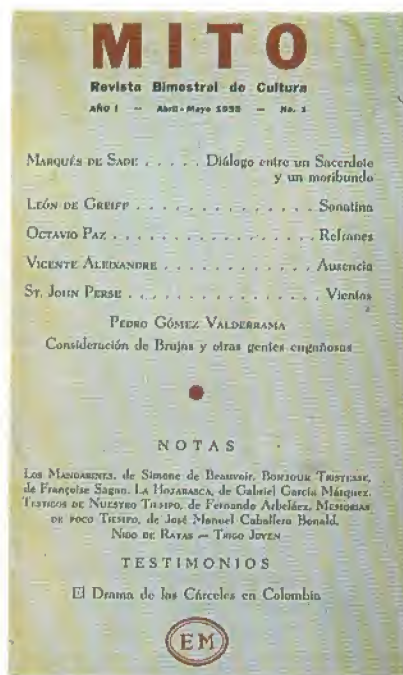 MITO
Revista Bimestral de Cultura
AÑO I — Abril - Mayo 1955 — No. 1
MARQUÉS DE SADE . . . . . Diálogo entre un Sacerdote
y un moribundo
LEÓN DE GREIFF . . . . . . . . . . . . . . Sonatina
OCTAVIO PAZ . . . . . . . . . . . . . . . . Refranes
VICENTE ALEIXANDRE . . . . . . . . . . . . Ausencia
ST. JOHN PERSE . . . . . . . . . . . . . . . Vientos
PEDRO GÓMEZ VALDERRAMA
Consideración de Brujas y otras gentes engañosas
NOTAS
LOS MANDARINES, de Simone de Beauvoir. BONJOUR TRISTESSE,
de Françoise Sagan. LA HOJARASCA, de Gabriel García Márquez.
TESTIGOS DE NUESTRO TIEMPO, de Fernando Arbeláez. MEMORIAS
DE POCO TIEMPO, de José Manuel Caballero Bonald.
NIDO DE RATAS — TRIGO JOVEN
TESTIMONIOS
El Drama de las Cárceles en Colombia
EM